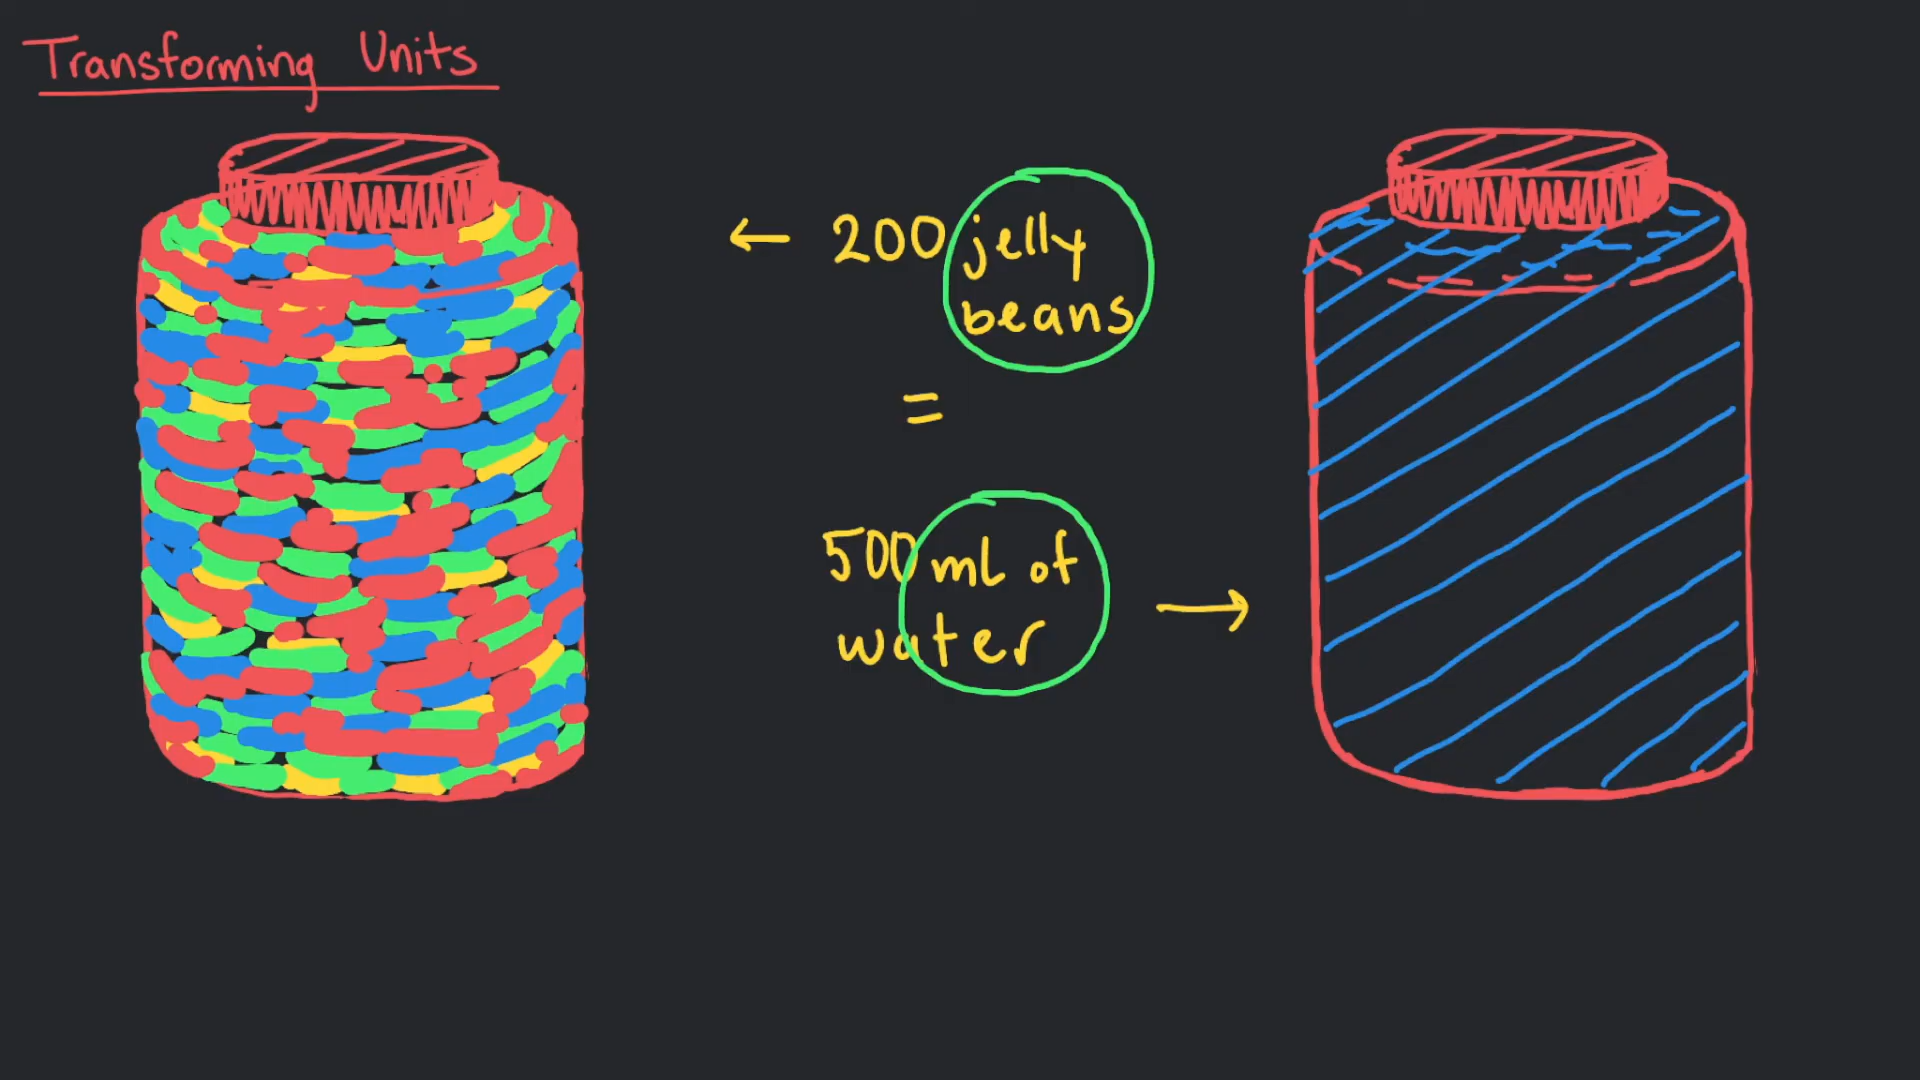 Transforming Units
← 200 jelly
beans
=
500 ml of
water →